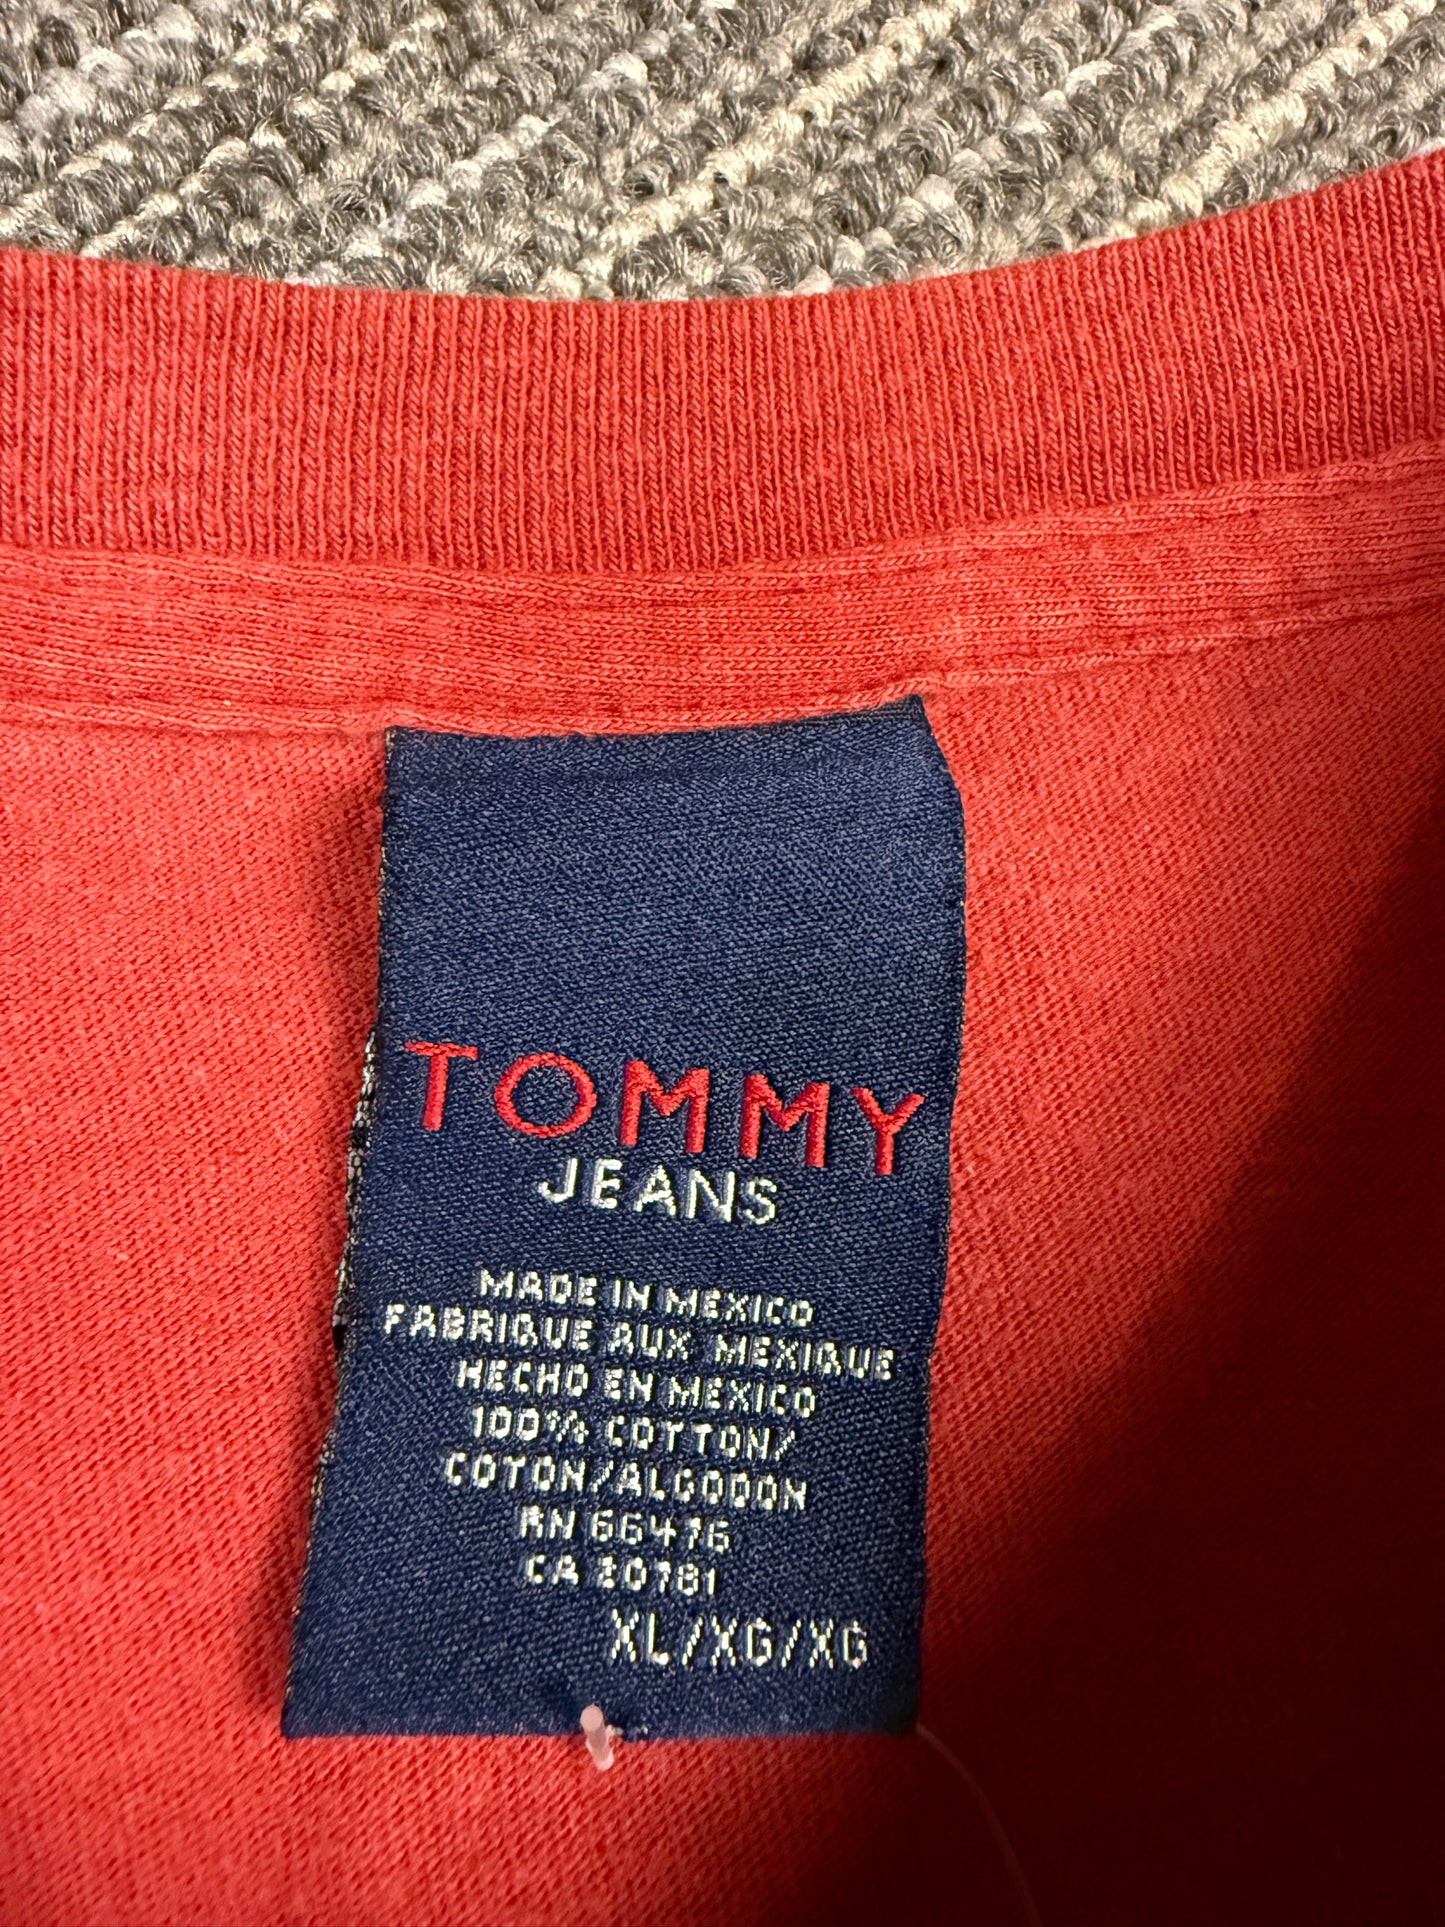 TOMMY
JEANS
MADE IN MEXICO
FABRIQUE AUX MEXIQUE
HECHO EN MEXICO
100% COTTON/
COTON/ALGODON
RN 66476
CA 20781
XL/XG/XG